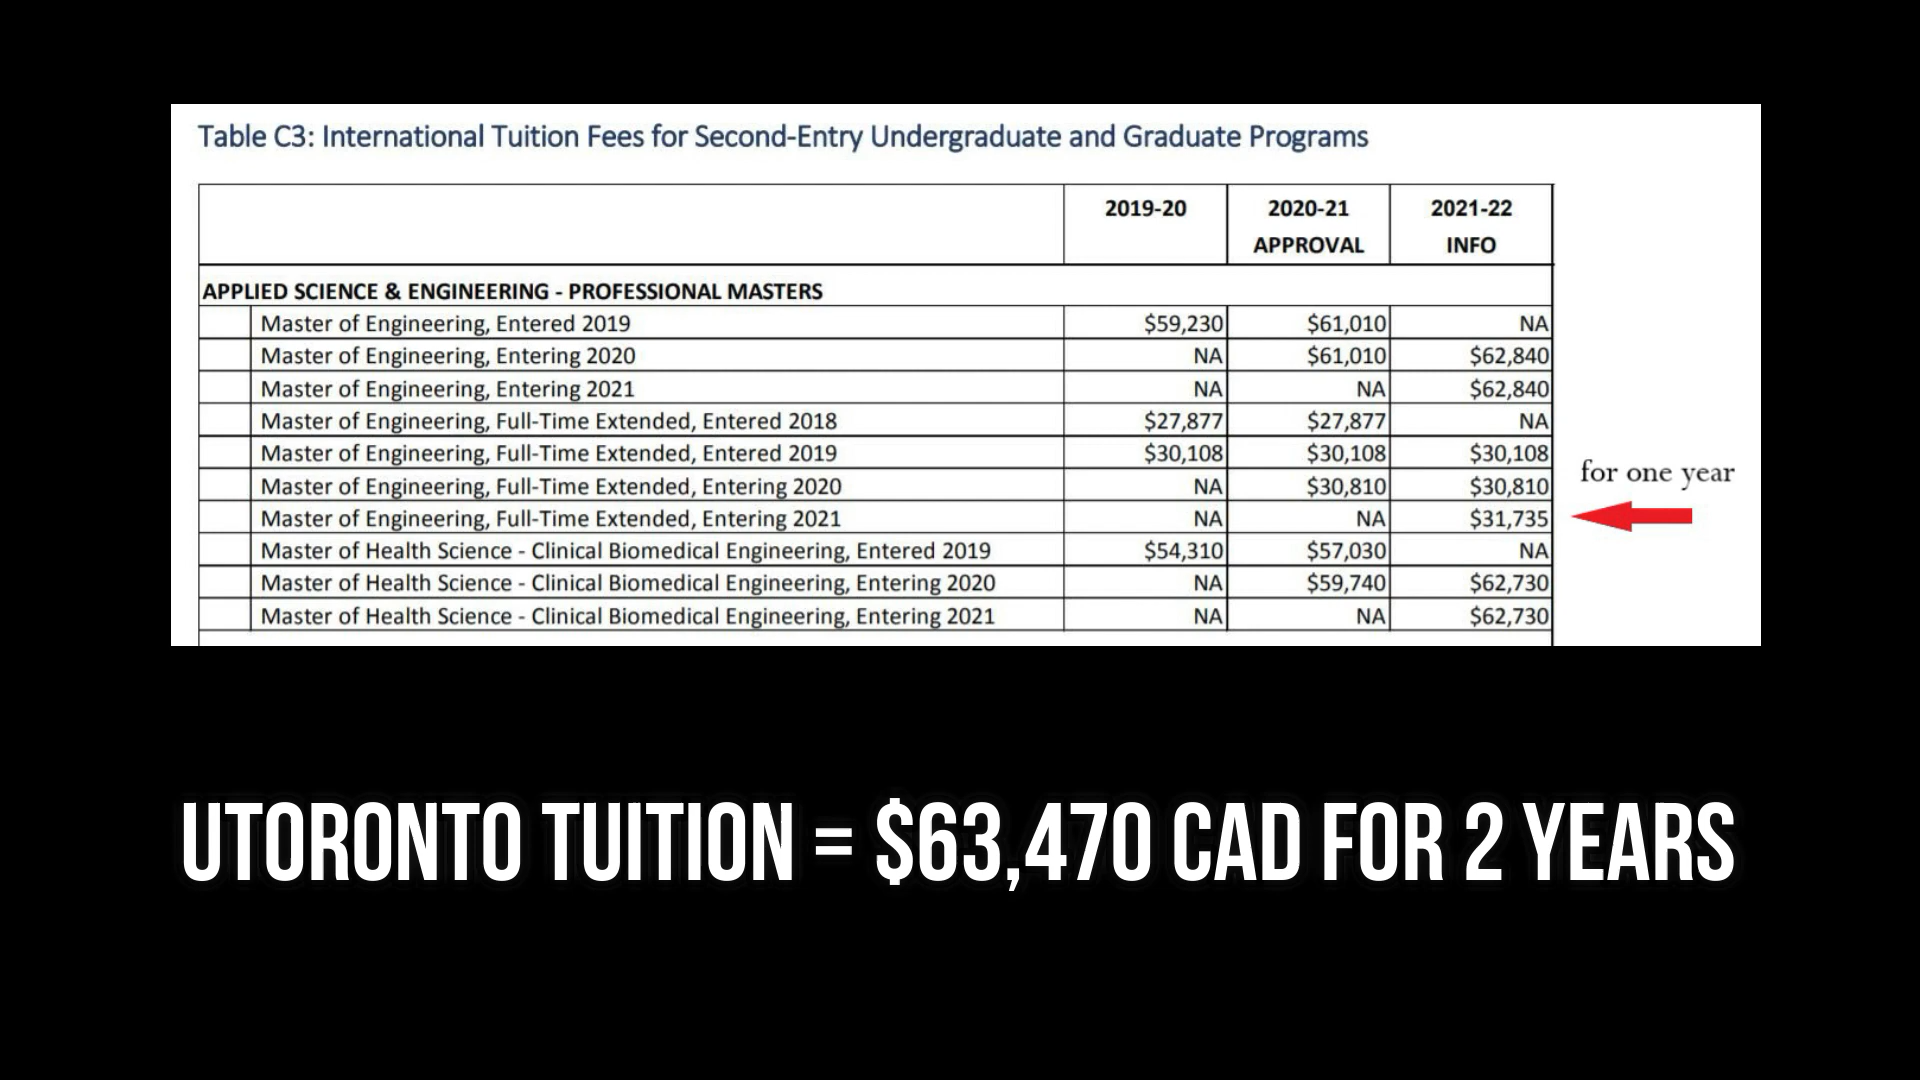 Table C3: International Tuition Fees for Second-Entry Undergraduate and Graduate Programs
2019-20 2020-21 2021-22
APPROVAL INFO
APPLIED SCIENCE & ENGINEERING - PROFESSIONAL MASTERS
Master of Engineering, Entered 2019 $59,230 $61,010 NA
Master of Engineering, Entering 2020 NA $61,010 $62,840
Master of Engineering, Entering 2021 NA NA $62,840
Master of Engineering, Full-Time Extended, Entered 2018 $27,877 $27,877 NA
Master of Engineering, Full-Time Extended, Entered 2019 $30,108 $30,108 $30,108
for one year
Master of Engineering, Full-Time Extended, Entering 2020 NA $30,810 $30,810
Master of Engineering, Full-Time Extended, Entering 2021 NA NA $31,735
Master of Health Science - Clinical Biomedical Engineering, Entered 2019 $54,310 $57,030 NA
Master of Health Science - Clinical Biomedical Engineering, Entering 2020 NA $59,740 $62,730
Master of Health Science - Clinical Biomedical Engineering, Entering 2021 NA NA $62,730
UTORONTO TUITION = $63,470 CAD FOR 2 YEARS